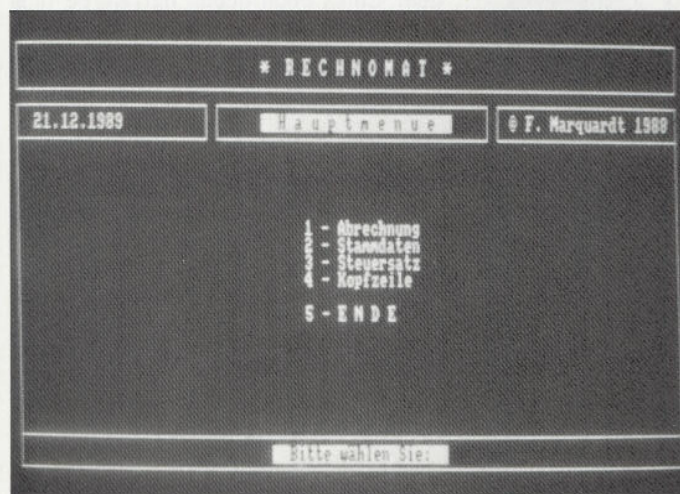 * RECHNOMAT *
21.12.1989
Hauptmenue
© F. Marquardt 1988
1 - Abrechnung
2 - Stammdaten
3 - Steuersatz
4 - Kopfzeile
5 - ENDE
Bitte wählen Sie: